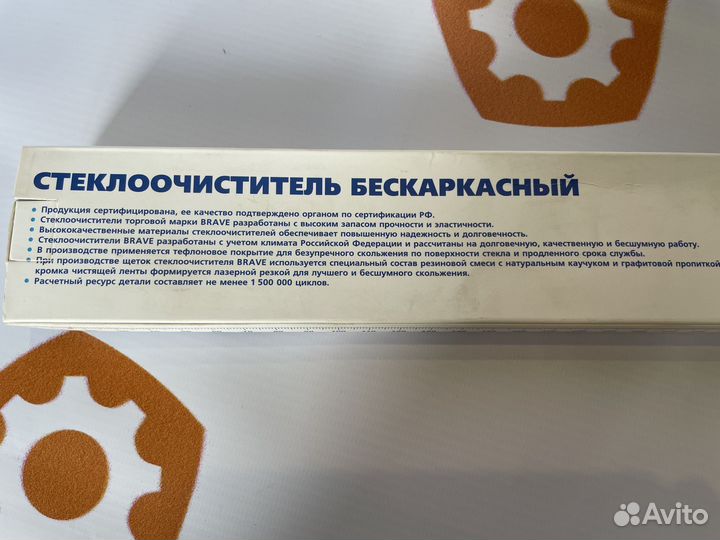 СТЕКЛООЧИСТИТЕЛЬ БЕСКАРКАСНЫЙ
• Продукция сертифицирована, ее качество подтверждено органом по сертификации РФ.
• Стеклоочистители торговой марки BRAVE разработаны с высоким запасом прочности и эластичности.
• Высококачественные материалы стеклоочистителей обеспечивает повышенную надежность и долговечность.
• Стеклоочистители BRAVE разработаны с учетом климата Российской Федерации и рассчитаны на долговечную, качественную и бесшумную работу.
• В производстве применяется тефлоновое покрытие для безупречного скольжения по поверхности стекла и продленного срока службы.
• При производстве щеток стеклоочистителя BRAVE используется специальный состав резиновой смеси с натуральным каучуком и графитовой пропиткой
кромка чистящей ленты формируется лазерной резкой для лучшего и бесшумного скольжения.
• Расчетный ресурс детали составляет не менее 1 500 000 циклов.
Avito